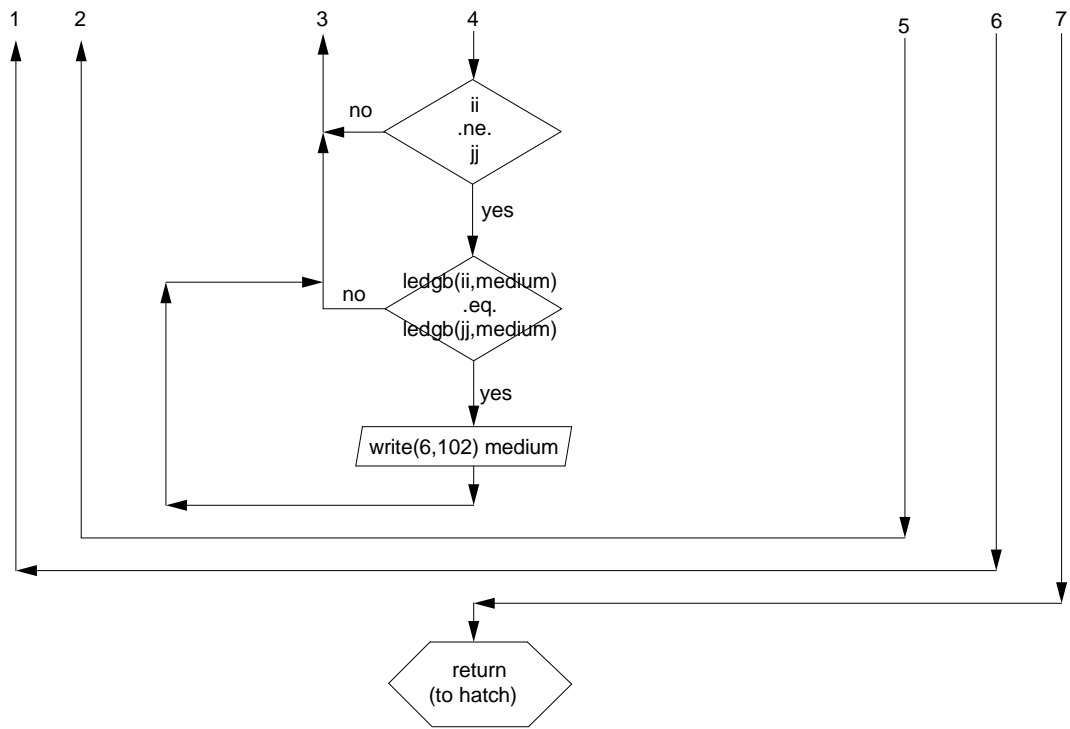 1 2 3 4 5 6 7
no
ii
.ne.
jj
yes
ledgb(ii,medium)
no
.eq.
ledgb(jj,medium)
yes
write(6,102) medium
return
(to hatch)